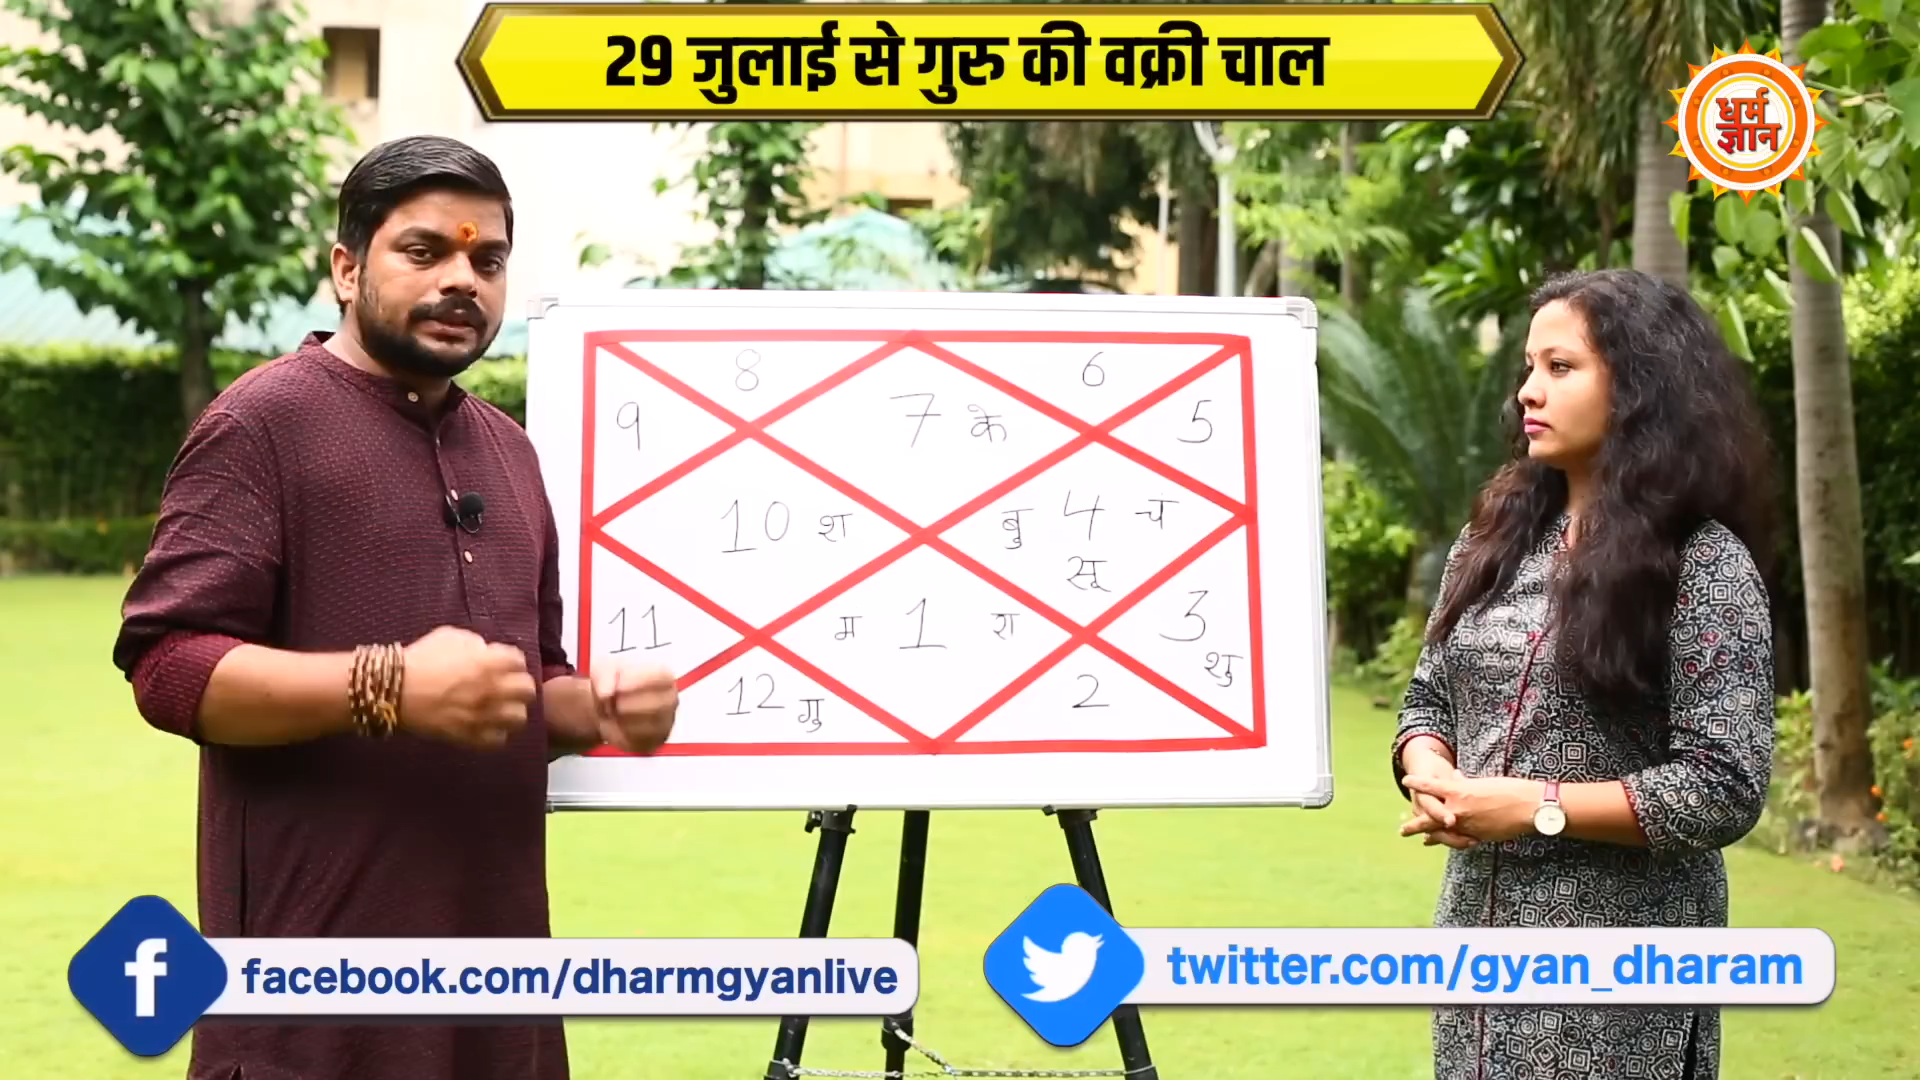 29 जुलाई से गुरु की वक्री चाल
धर्म
ज्ञान
8
6
9
7 के
5
10 श
बु 4 च
सू
11
म 1 रा
3
शु
12 गु
2
facebook.com/dharmgyanlive
twitter.com/gyan_dharam